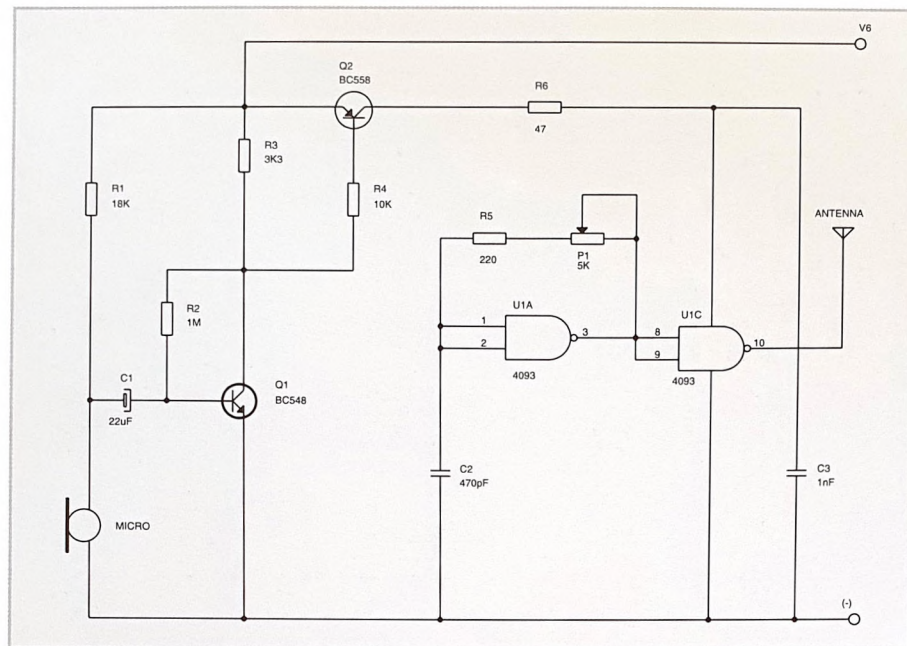 V6
Q2
BC558
R6
47
R3
3K3
R1
18K
R4
10K
ANTENNA
R5
220
P1
5K
R2
1M
U1A
1
2
3
4093
U1C
8
9
10
4093
C1
22uF
Q1
BC548
C2
470pF
C3
1nF
MICRO
(-)